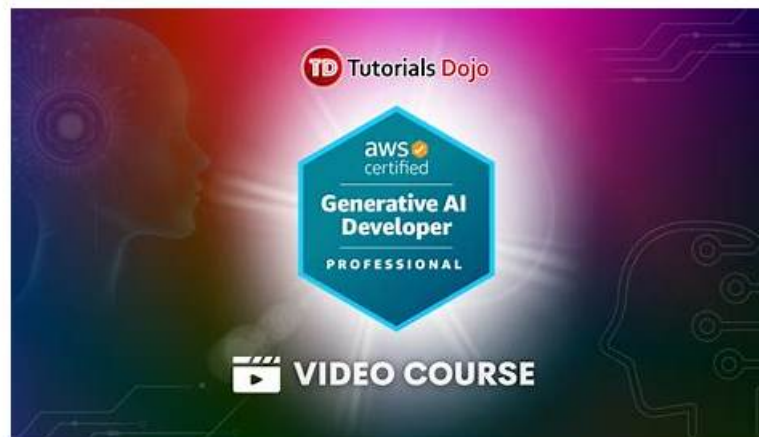 TD Tutorials Dojo
aws
certified
Generative AI
Developer
PROFESSIONAL
VIDEO COURSE